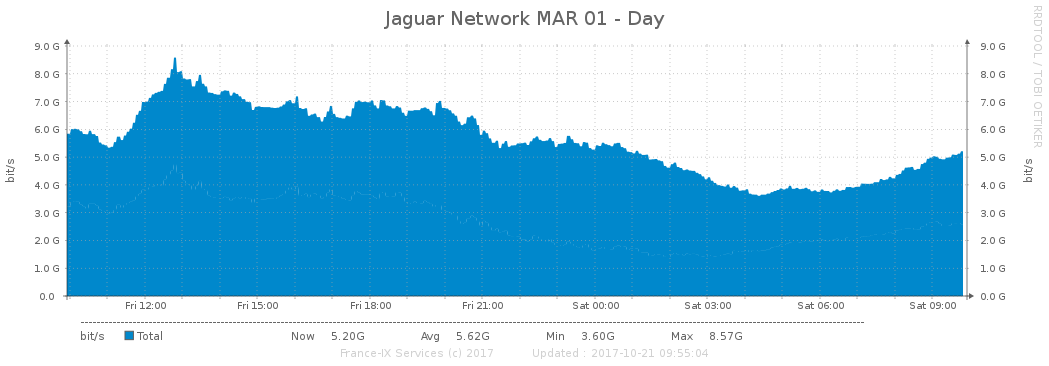 Jaguar Network MAR 01 - Day
RRDTOOL / TOBI OETIKER
bit/s
9.0 G
8.0 G
7.0 G
6.0 G
5.0 G
4.0 G
3.0 G
2.0 G
1.0 G
0.0
9.0 G
8.0 G
7.0 G
6.0 G
5.0 G
4.0 G
3.0 G
2.0 G
1.0 G
0.0 G
bit/s
Fri 12:00 Fri 15:00 Fri 18:00 Fri 21:00 Sat 00:00 Sat 03:00 Sat 06:00 Sat 09:00
bit/s Total Now 5.20G Avg 5.62G Min 3.60G Max 8.57G
France-IX Services (c) 2017 Updated : 2017-10-21 09:55:04